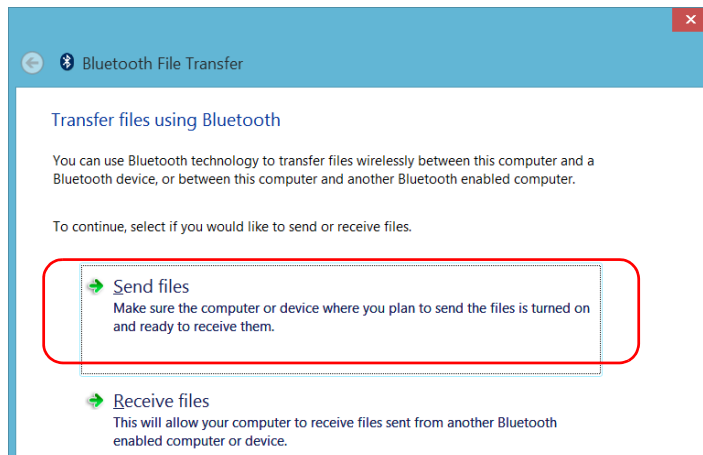 Bluetooth File Transfer
Transfer files using Bluetooth
You can use Bluetooth technology to transfer files wirelessly between this computer and a
Bluetooth device, or between this computer and another Bluetooth enabled computer.
To continue, select if you would like to send or receive files.
Send files
Make sure the computer or device where you plan to send the files is turned on
and ready to receive them.
Receive files
This will allow your computer to receive files sent from another Bluetooth
enabled computer or device.